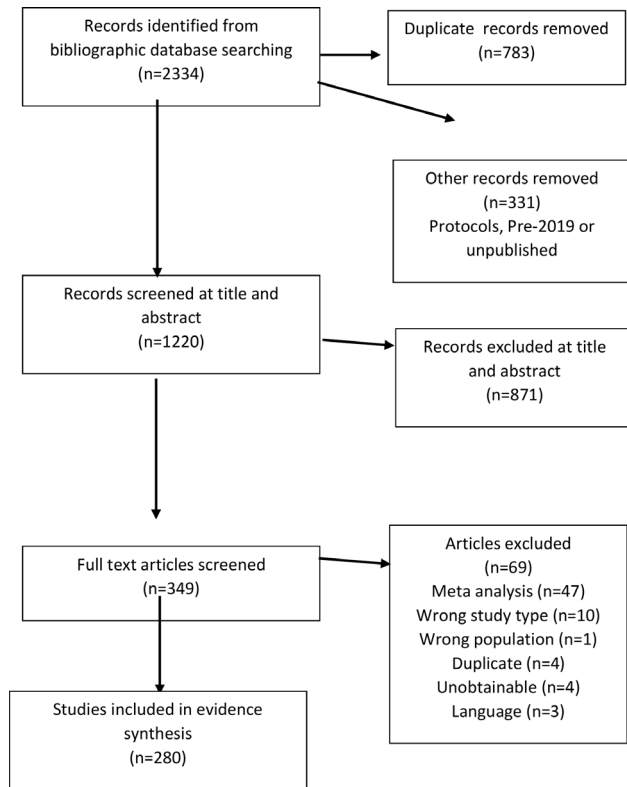 Records identified from
bibliographic database searching
(n=2334)
Duplicate records removed
(n=783)
Other records removed
(n=331)
Protocols, Pre-2019 or
unpublished
Records screened at title and
abstract
(n=1220)
Records excluded at title
and abstract
(n=871)
Full text articles screened
(n=349)
Articles excluded
(n=69)
Meta analysis (n=47)
Wrong study type (n=10)
Wrong population (n=1)
Duplicate (n=4)
Unobtainable (n=4)
Language (n=3)
Studies included in evidence
synthesis
(n=280)